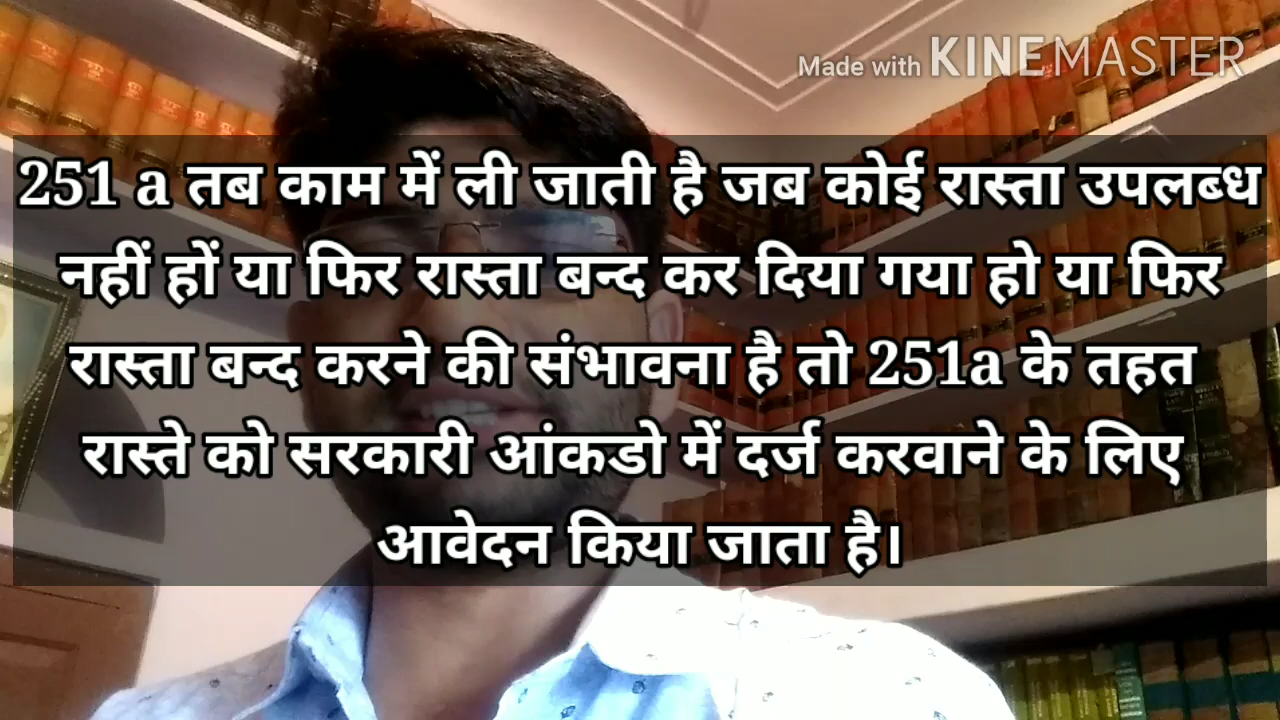 Made with KINEMASTER
251 a तब काम में ली जाती है जब कोई रास्ता उपलब्ध
नहीं हों या फिर रास्ता बन्द कर दिया गया हो या फिर
रास्ता बन्द करने की संभावना है तो 251a के तहत
रास्ते को सरकारी आंकडो में दर्ज करवाने के लिए
आवेदन किया जाता है।